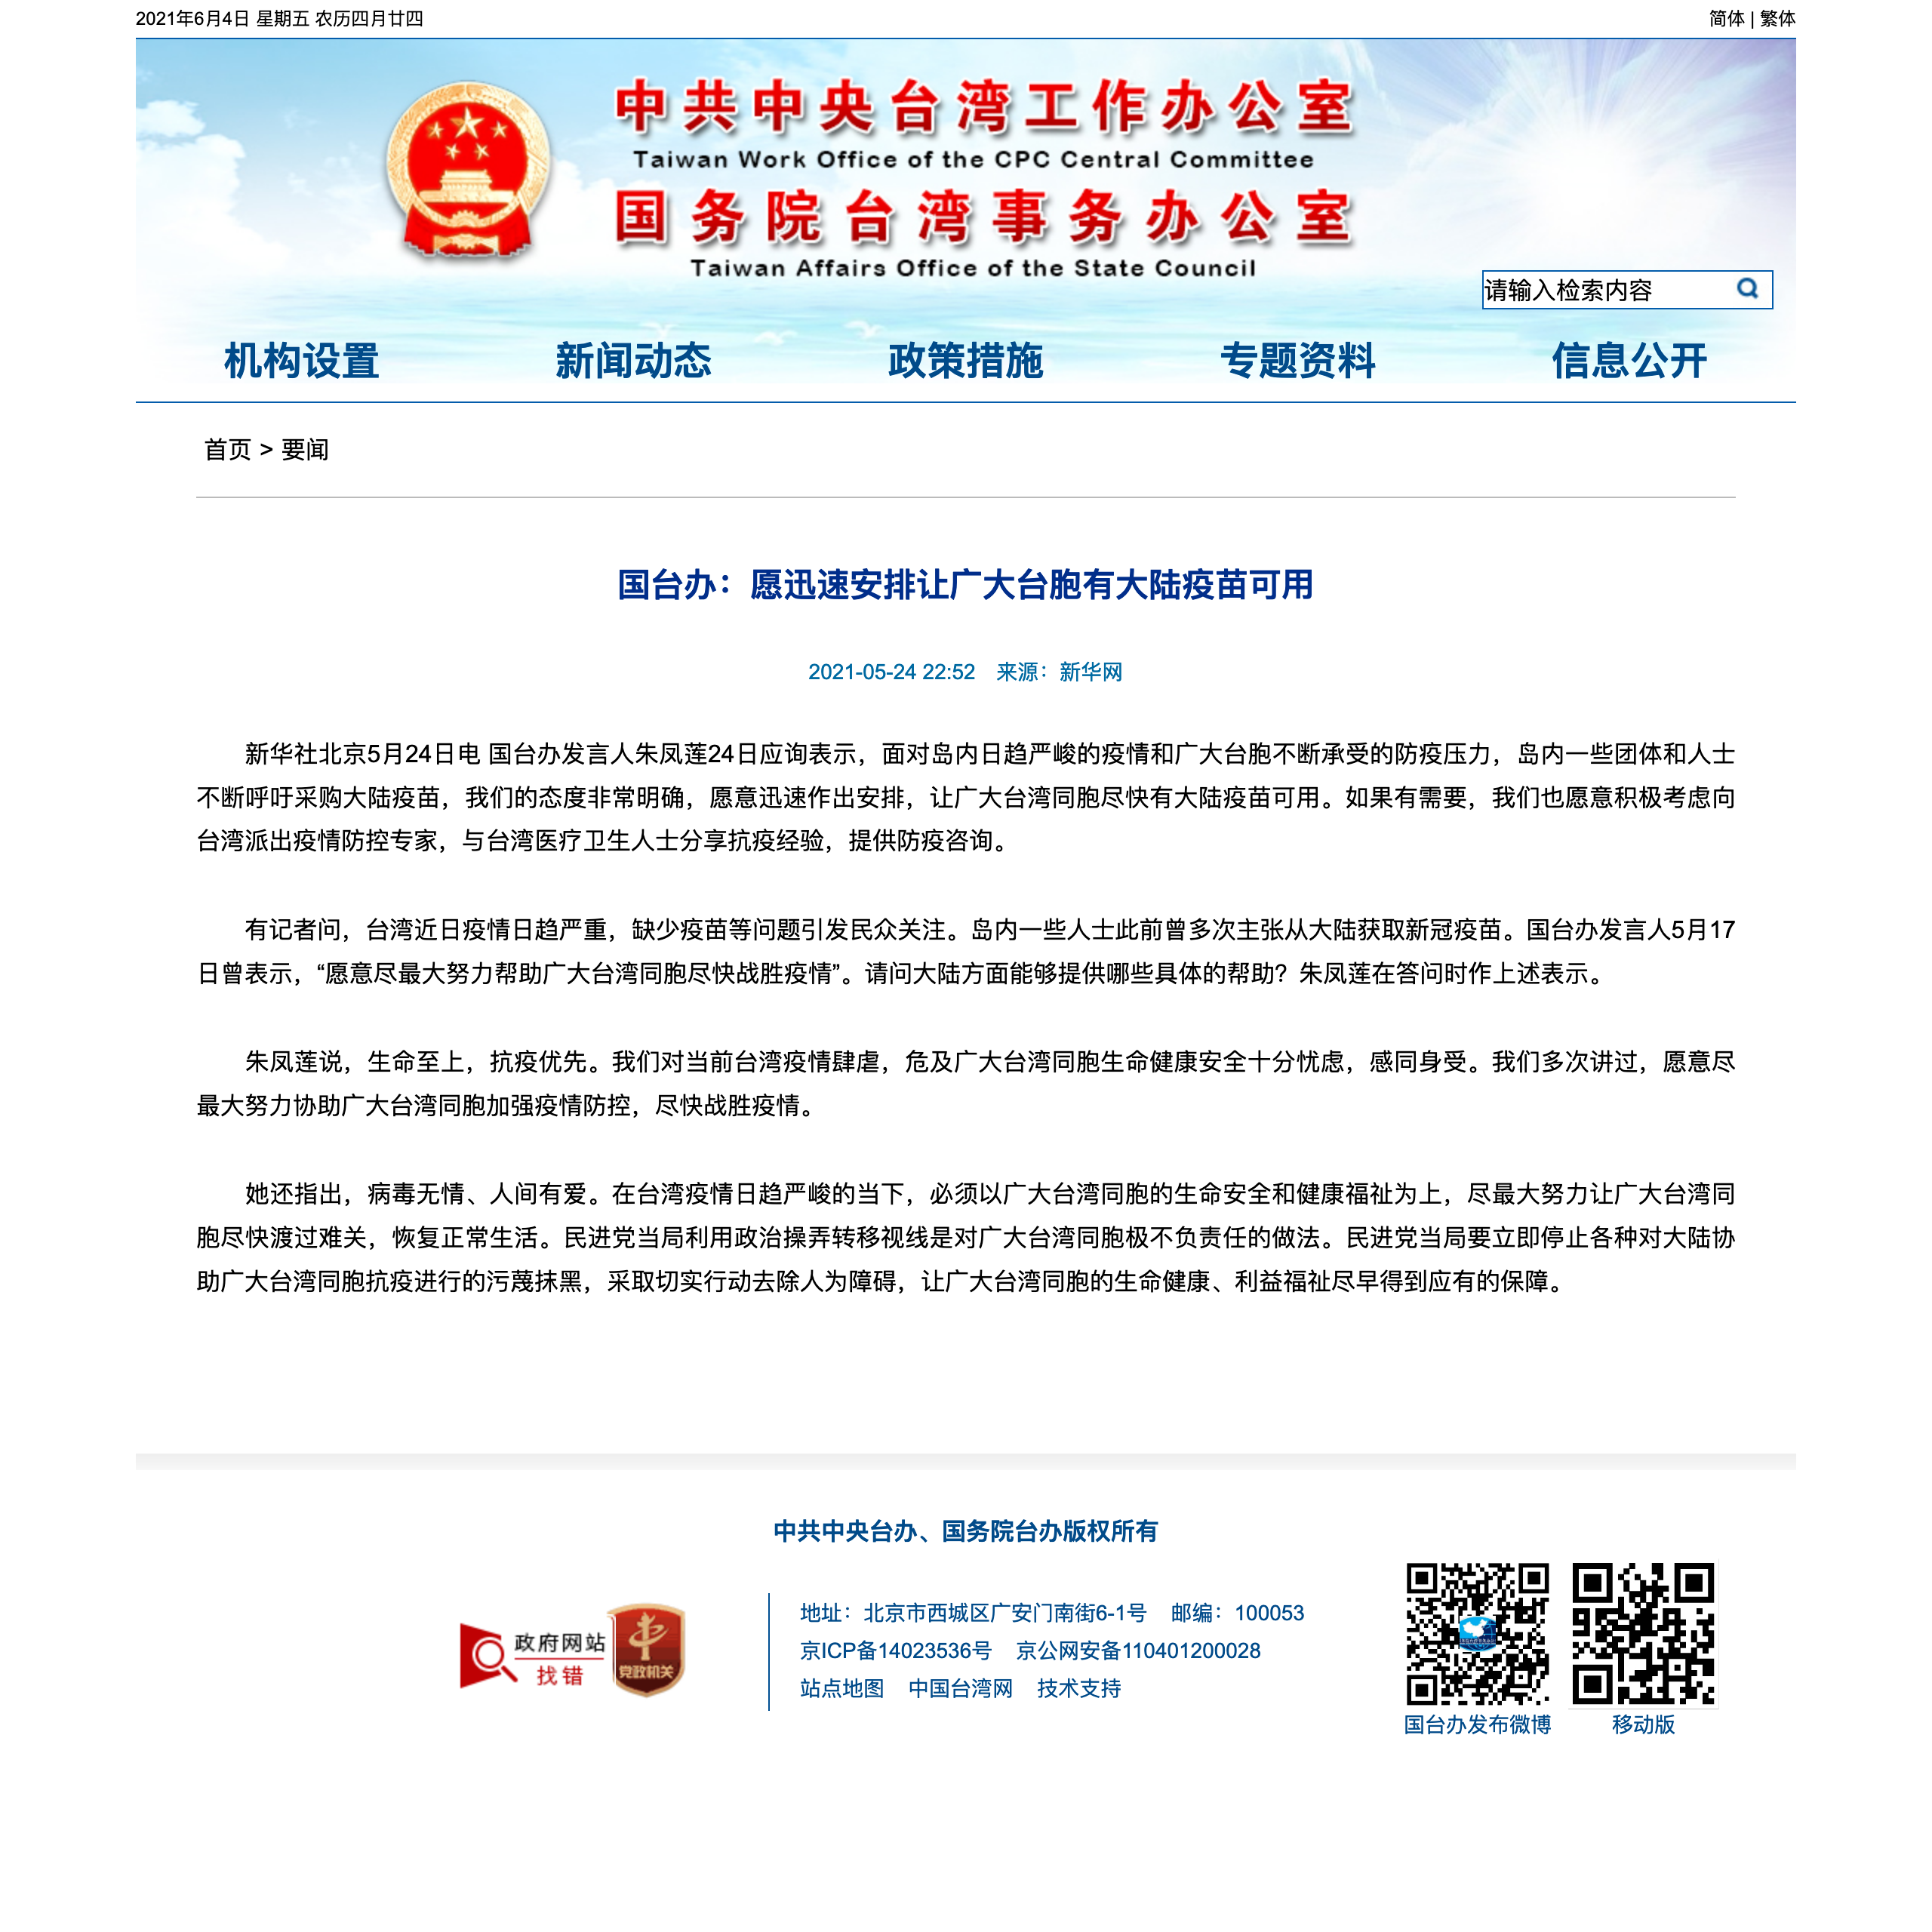 2021年6月4日 星期五 农历四月廿四
简体 | 繁体
中共中央台湾工作办公室
Taiwan Work Office of the CPC Central Committee
国务院台湾事务办公室
Taiwan Affairs Office of the State Council
请输入检索内容
机构设置 新闻动态 政策措施 专题资料 信息公开
首页 > 要闻
国台办：愿迅速安排让广大台胞有大陆疫苗可用
2021-05-24 22:52 来源：新华网
新华社北京5月24日电 国台办发言人朱凤莲24日应询表示，面对岛内日趋严峻的疫情和广大台胞不断承受的防疫压力，岛内一些团体和人士
不断呼吁采购大陆疫苗，我们的态度非常明确，愿意迅速作出安排，让广大台湾同胞尽快有大陆疫苗可用。如果有需要，我们也愿意积极考虑向
台湾派出疫情防控专家，与台湾医疗卫生人士分享抗疫经验，提供防疫咨询。
有记者问，台湾近日疫情日趋严重，缺少疫苗等问题引发民众关注。岛内一些人士此前曾多次主张从大陆获取新冠疫苗。国台办发言人5月17
日曾表示，“愿意尽最大努力帮助广大台湾同胞尽快战胜疫情”。请问大陆方面能够提供哪些具体的帮助？朱凤莲在答问时作上述表示。
朱凤莲说，生命至上，抗疫优先。我们对当前台湾疫情肆虐，危及广大台湾同胞生命健康安全十分忧虑，感同身受。我们多次讲过，愿意尽
最大努力协助广大台湾同胞加强疫情防控，尽快战胜疫情。
她还指出，病毒无情、人间有爱。在台湾疫情日趋严峻的当下，必须以广大台湾同胞的生命安全和健康福祉为上，尽最大努力让广大台湾同
胞尽快渡过难关，恢复正常生活。民进党当局利用政治操弄转移视线是对广大台湾同胞极不负责任的做法。民进党当局要立即停止各种对大陆协
助广大台湾同胞抗疫进行的污蔑抹黑，采取切实行动去除人为障碍，让广大台湾同胞的生命健康、利益福祉尽早得到应有的保障。
中共中央台办、国务院台办版权所有
政府网站
找错
党政机关
地址：北京市西城区广安门南街6-1号 邮编：100053
京ICP备14023536号 京公网安备110401200028
站点地图 中国台湾网 技术支持
国台办发布微博
移动版